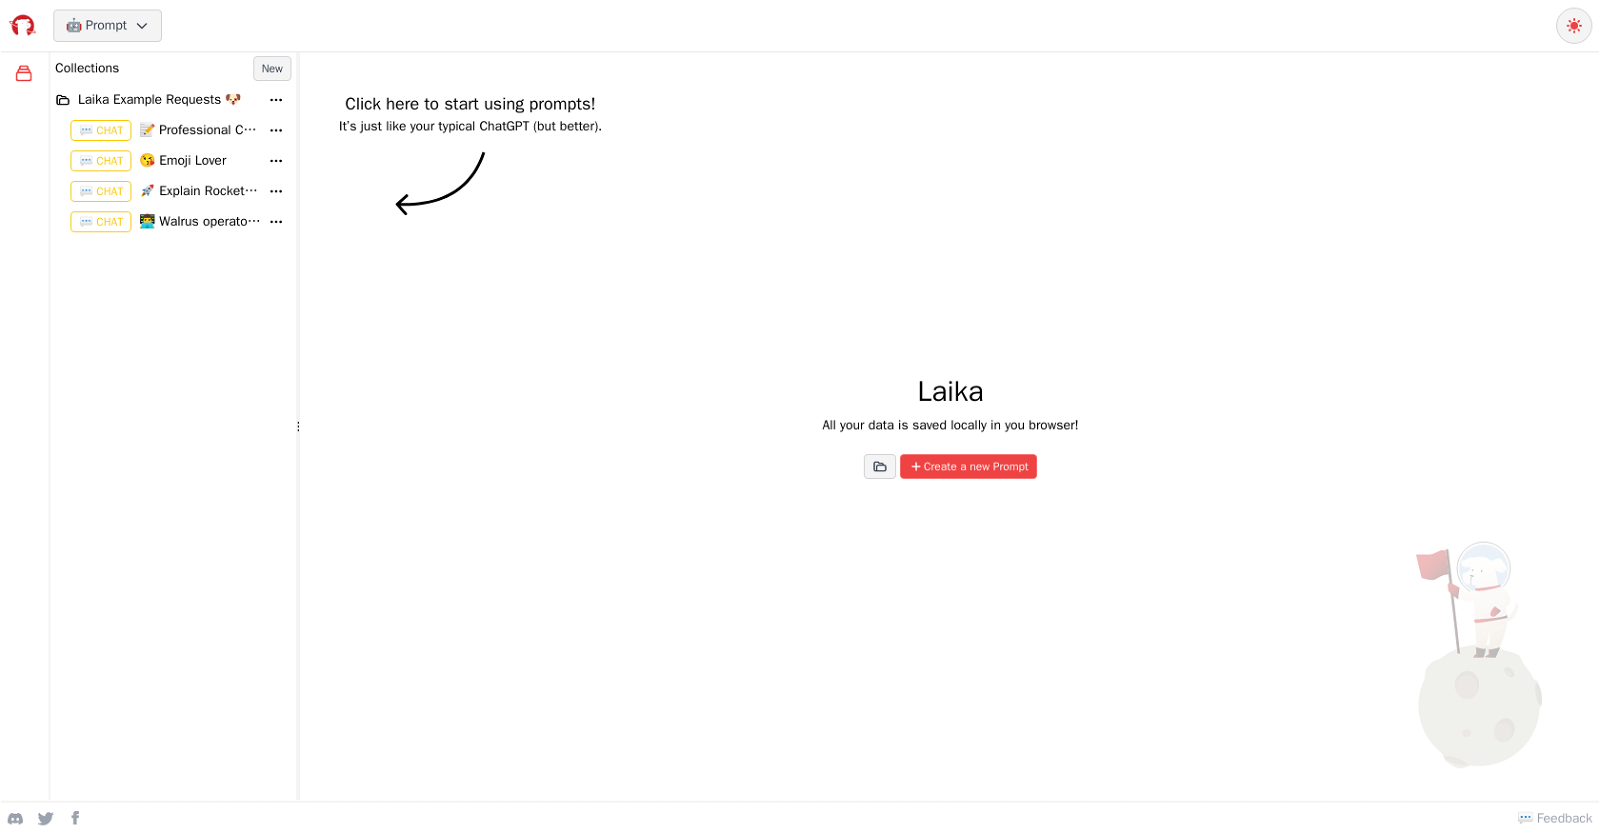 🤖 Prompt
Collections
New
Laika Example Requests 🐶
💬 CHAT 📝 Professional C...
💬 CHAT 😘 Emoji Lover
💬 CHAT 🚀 Explain Rocket...
💬 CHAT 👨‍💻 Walrus operato...
Click here to start using prompts!
It's just like your typical ChatGPT (but better).
Laika
All your data is saved locally in you browser!
+ Create a new Prompt
💬 Feedback